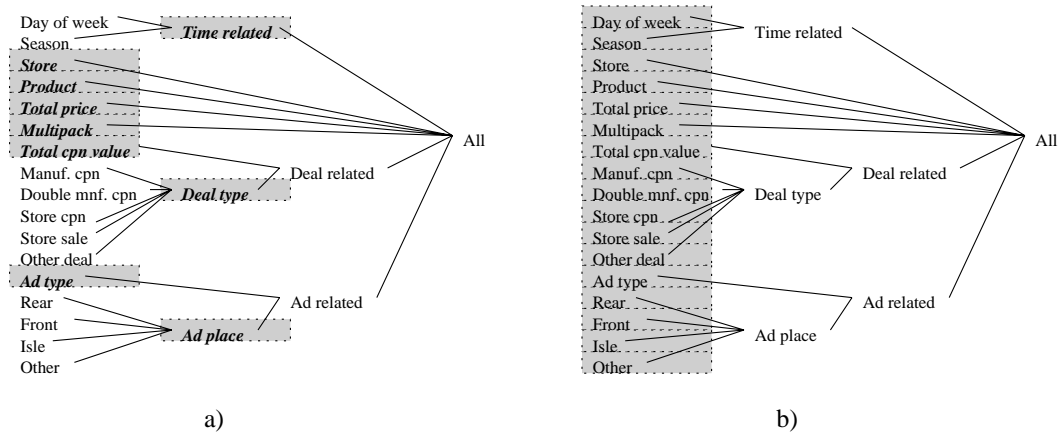 Day of week
Time related
Season
Store
Product
Total price
Multipack
All
Total cpn value
Manuf. cpn
Deal related
Double mnf. cpn
Deal type
Store cpn
Store sale
Other deal
Ad type
Rear
Ad related
Front
Ad place
Isle
Other
a)
Day of week
Time related
Season
Store
Product
Total price
Multipack
All
Total cpn value
Manuf. cpn
Deal related
Double mnf. cpn
Deal type
Store cpn
Store sale
Other deal
Ad type
Rear
Ad related
Front
Ad place
Isle
Other
b)